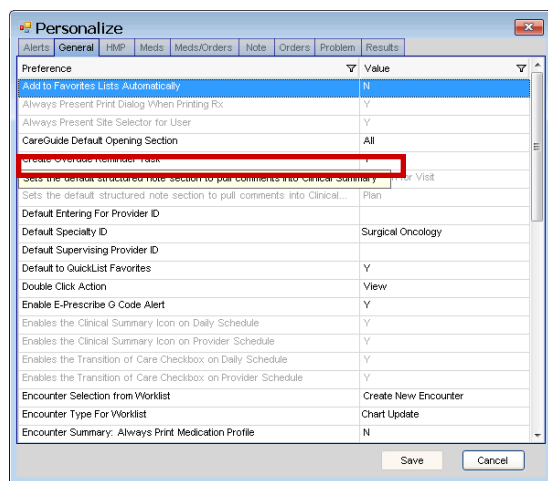 Personalize
Alerts General HMP Meds Meds/Orders Note Orders Problem Results
Preference Value
Add to Favorites Lists Automatically N
Always Present Print Dialog When Printing Rx Y
Always Present Site Selector for User Y
CareGuide Default Opening Section All
Create Overdue Reminder Task Y
Sets the default structured note section to pull comments into Clinical Summary for Visit
Sets the default structured note section to pull comments into Clinical... Plan
Default Entering For Provider ID
Default Specialty ID Surgical Oncology
Default Supervising Provider ID
Default to QuickList Favorites Y
Double Click Action View
Enable E-Prescribe G Code Alert Y
Enables the Clinical Summary Icon on Daily Schedule Y
Enables the Clinical Summary Icon on Provider Schedule Y
Enables the Transition of Care Checkbox on Daily Schedule Y
Enables the Transition of Care Checkbox on Provider Schedule Y
Encounter Selection from Worklist Create New Encounter
Encounter Type For Worklist Chart Update
Encounter Summary: Always Print Medication Profile N
Save Cancel